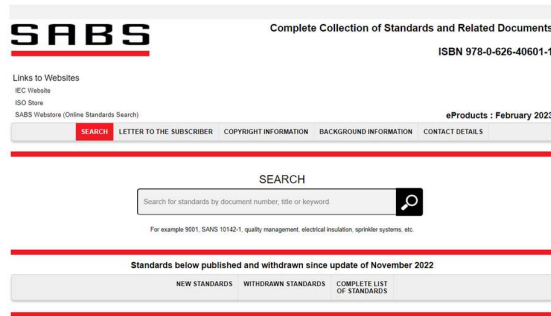 SABS
Complete Collection of Standards and Related Documents
ISBN 978-0-626-40601-1
Links to Websites
IEC Website
ISO Store
SABS Webstore (Online Standards Search)
eProducts : February 2023
SEARCH LETTER TO THE SUBSCRIBER COPYRIGHT INFORMATION BACKGROUND INFORMATION CONTACT DETAILS
SEARCH
Search for standards by document number, title or keyword
For example 9001, SANS 10142-1, quality management, electrical insulation, sprinkler systems, etc.
Standards below published and withdrawn since update of November 2022
NEW STANDARDS WITHDRAWN STANDARDS COMPLETE LIST
OF STANDARDS